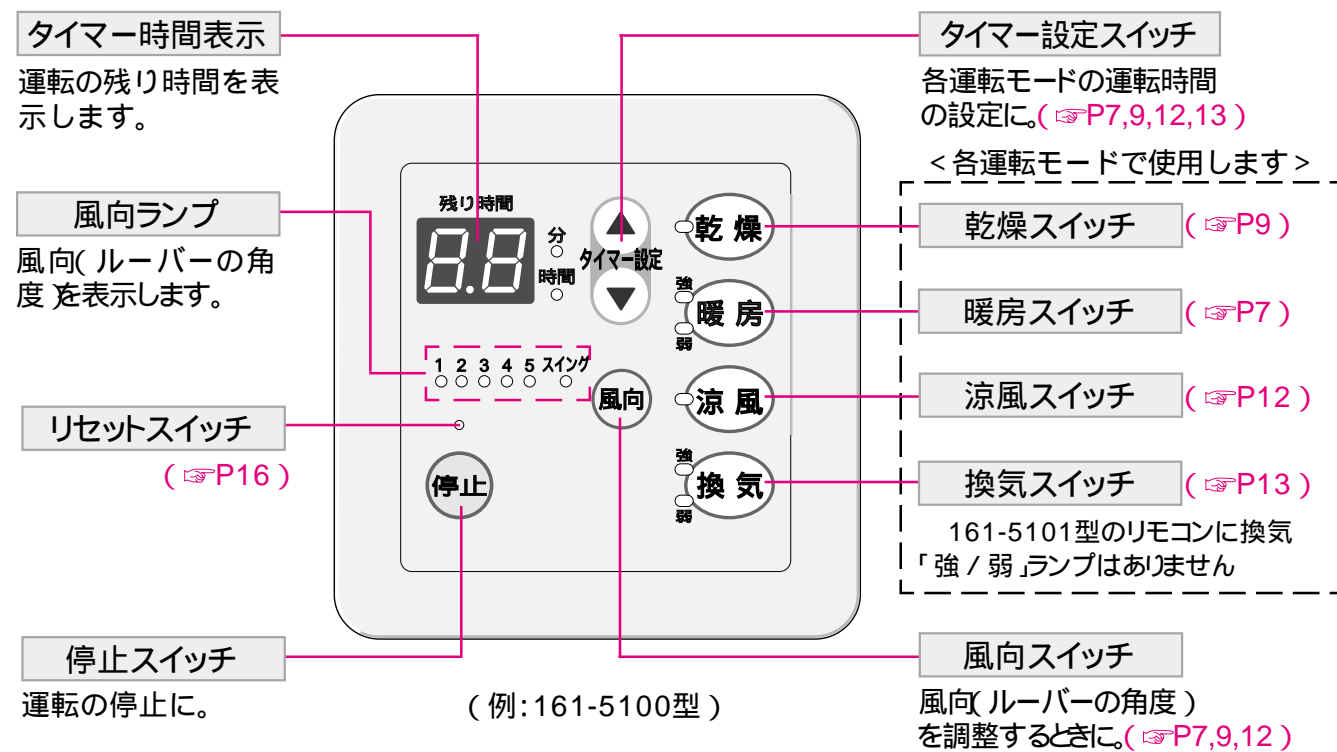 タイマー時間表示
運転の残り時間を表
示します。
風向ランプ
風向(ルーバーの角
度)を表示します。
リセットスイッチ
(☞P16)
停止スイッチ
運転の停止に。
残り時間
8.8
分
時間
タイマー設定
1 2 3 4 5 スイング
風向
停止
乾燥
強
暖房
弱
涼風
強
換気
弱
(例:161-5100型)
タイマー設定スイッチ
各運転モードの運転時間
の設定に。(☞P7,9,12,13)
<各運転モードで使用します>
乾燥スイッチ (☞P9)
暖房スイッチ (☞P7)
涼風スイッチ (☞P12)
換気スイッチ (☞P13)
161-5101型のリモコンに換気
「強/弱」ランプはありません
風向スイッチ
風向(ルーバーの角度)
を調整するときに。(☞P7,9,12)